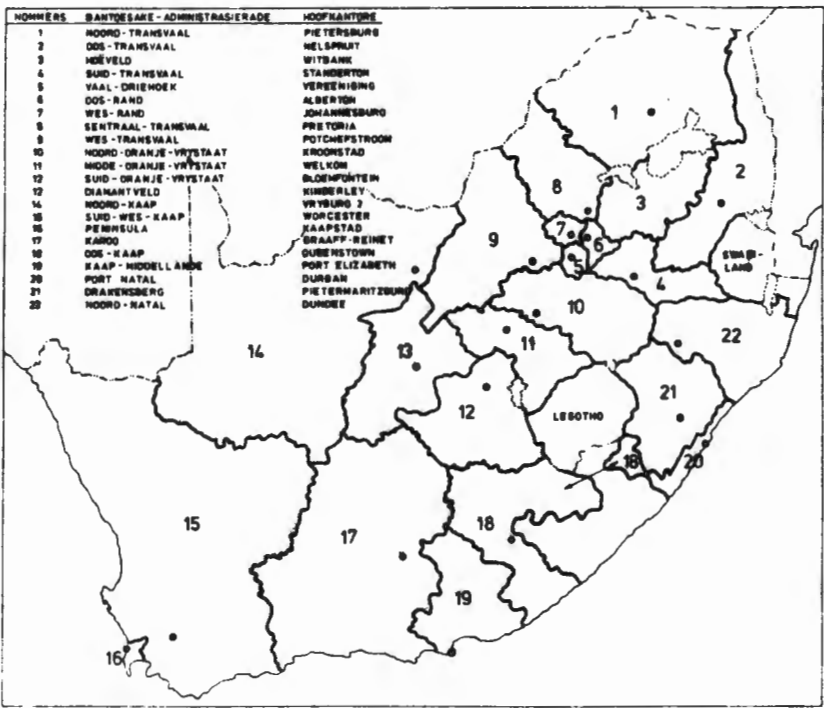 NOMMERS BANTOESAKE-ADMINISTRASIERADE HOOFKANTORE
1 NOORD-TRANSVAAL PIETERSBURG
2 OOS-TRANSVAAL NELSPRUIT
3 HOËVELD WITBANK
4 SUID-TRANSVAAL STANDERTON
5 VAAL-DRIEHOEK VEREENIGING
6 OOS-RAND ALBERTON
7 WES-RAND JOHANNESBURG
8 SENTRAAL-TRANSVAAL PRETORIA
9 WES-TRANSVAAL POTCHEFSTROOM
10 NOORD-ORANJE-VRYSTAAT KROONSTAD
11 MIDDE-ORANJE-VRYSTAAT WELKOM
12 SUID-ORANJE-VRYSTAAT BLOEMFONTEIN
DIAMANTVELD KIMBERLEY
14 NOORD-KAAP VRYBURG
15 SUID-WES-KAAP WORCESTER
16 PENINSULA KAAPSTAD
17 KAROO GRAAFF-REINET
18 OOS-KAAP QUEENSTOWN
19 KAAP-MIDDELLANDE PORT ELIZABETH
20 PORT NATAL DURBAN
21 DRAKENSBERG PIETERMARITZBURG
22 NOORD-NATAL DUNDEE
1
2
8
3
7
6
9
5
SWAZI-
LAND
4
10
14
13
11
22
12
21
LESOTHO
18
20
15
17
18
19
16